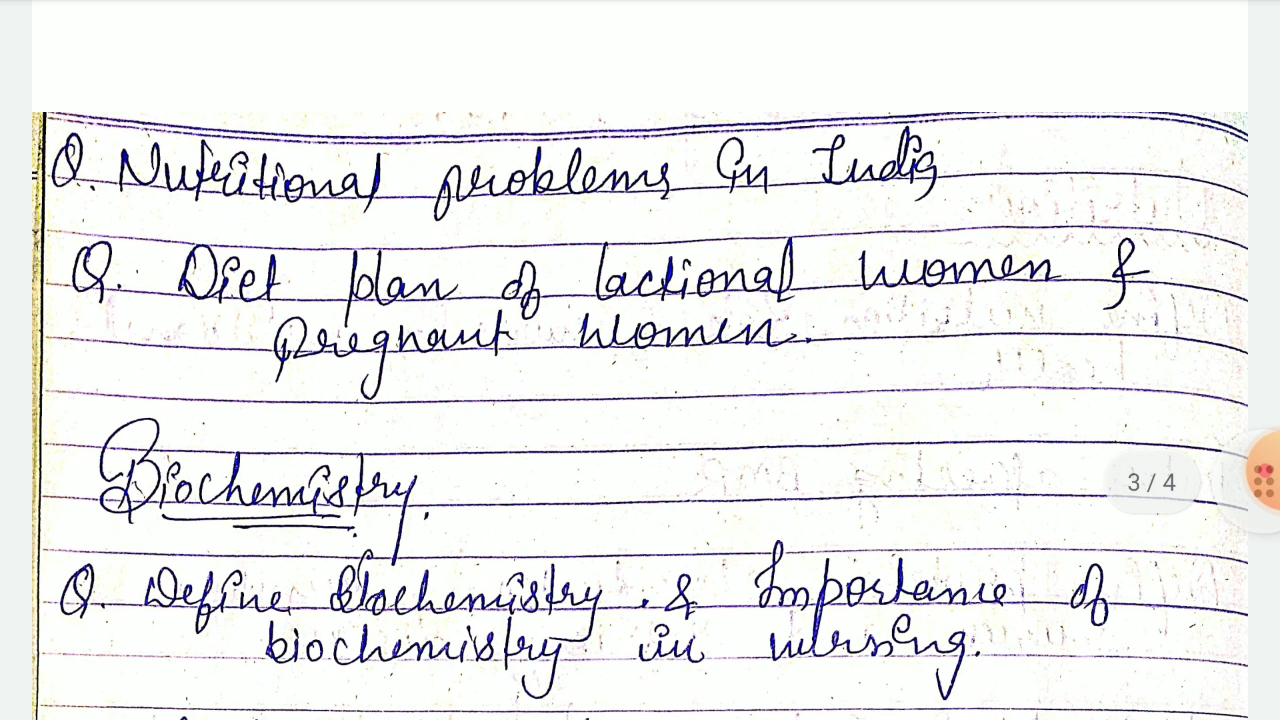 Q. Nutritional problems in India
Q. Diet plan of lactional women &
pregnant women.
Biochemistry.
3 / 4
Q. Define biochemistry. & Importance of
biochemistry in nursing.